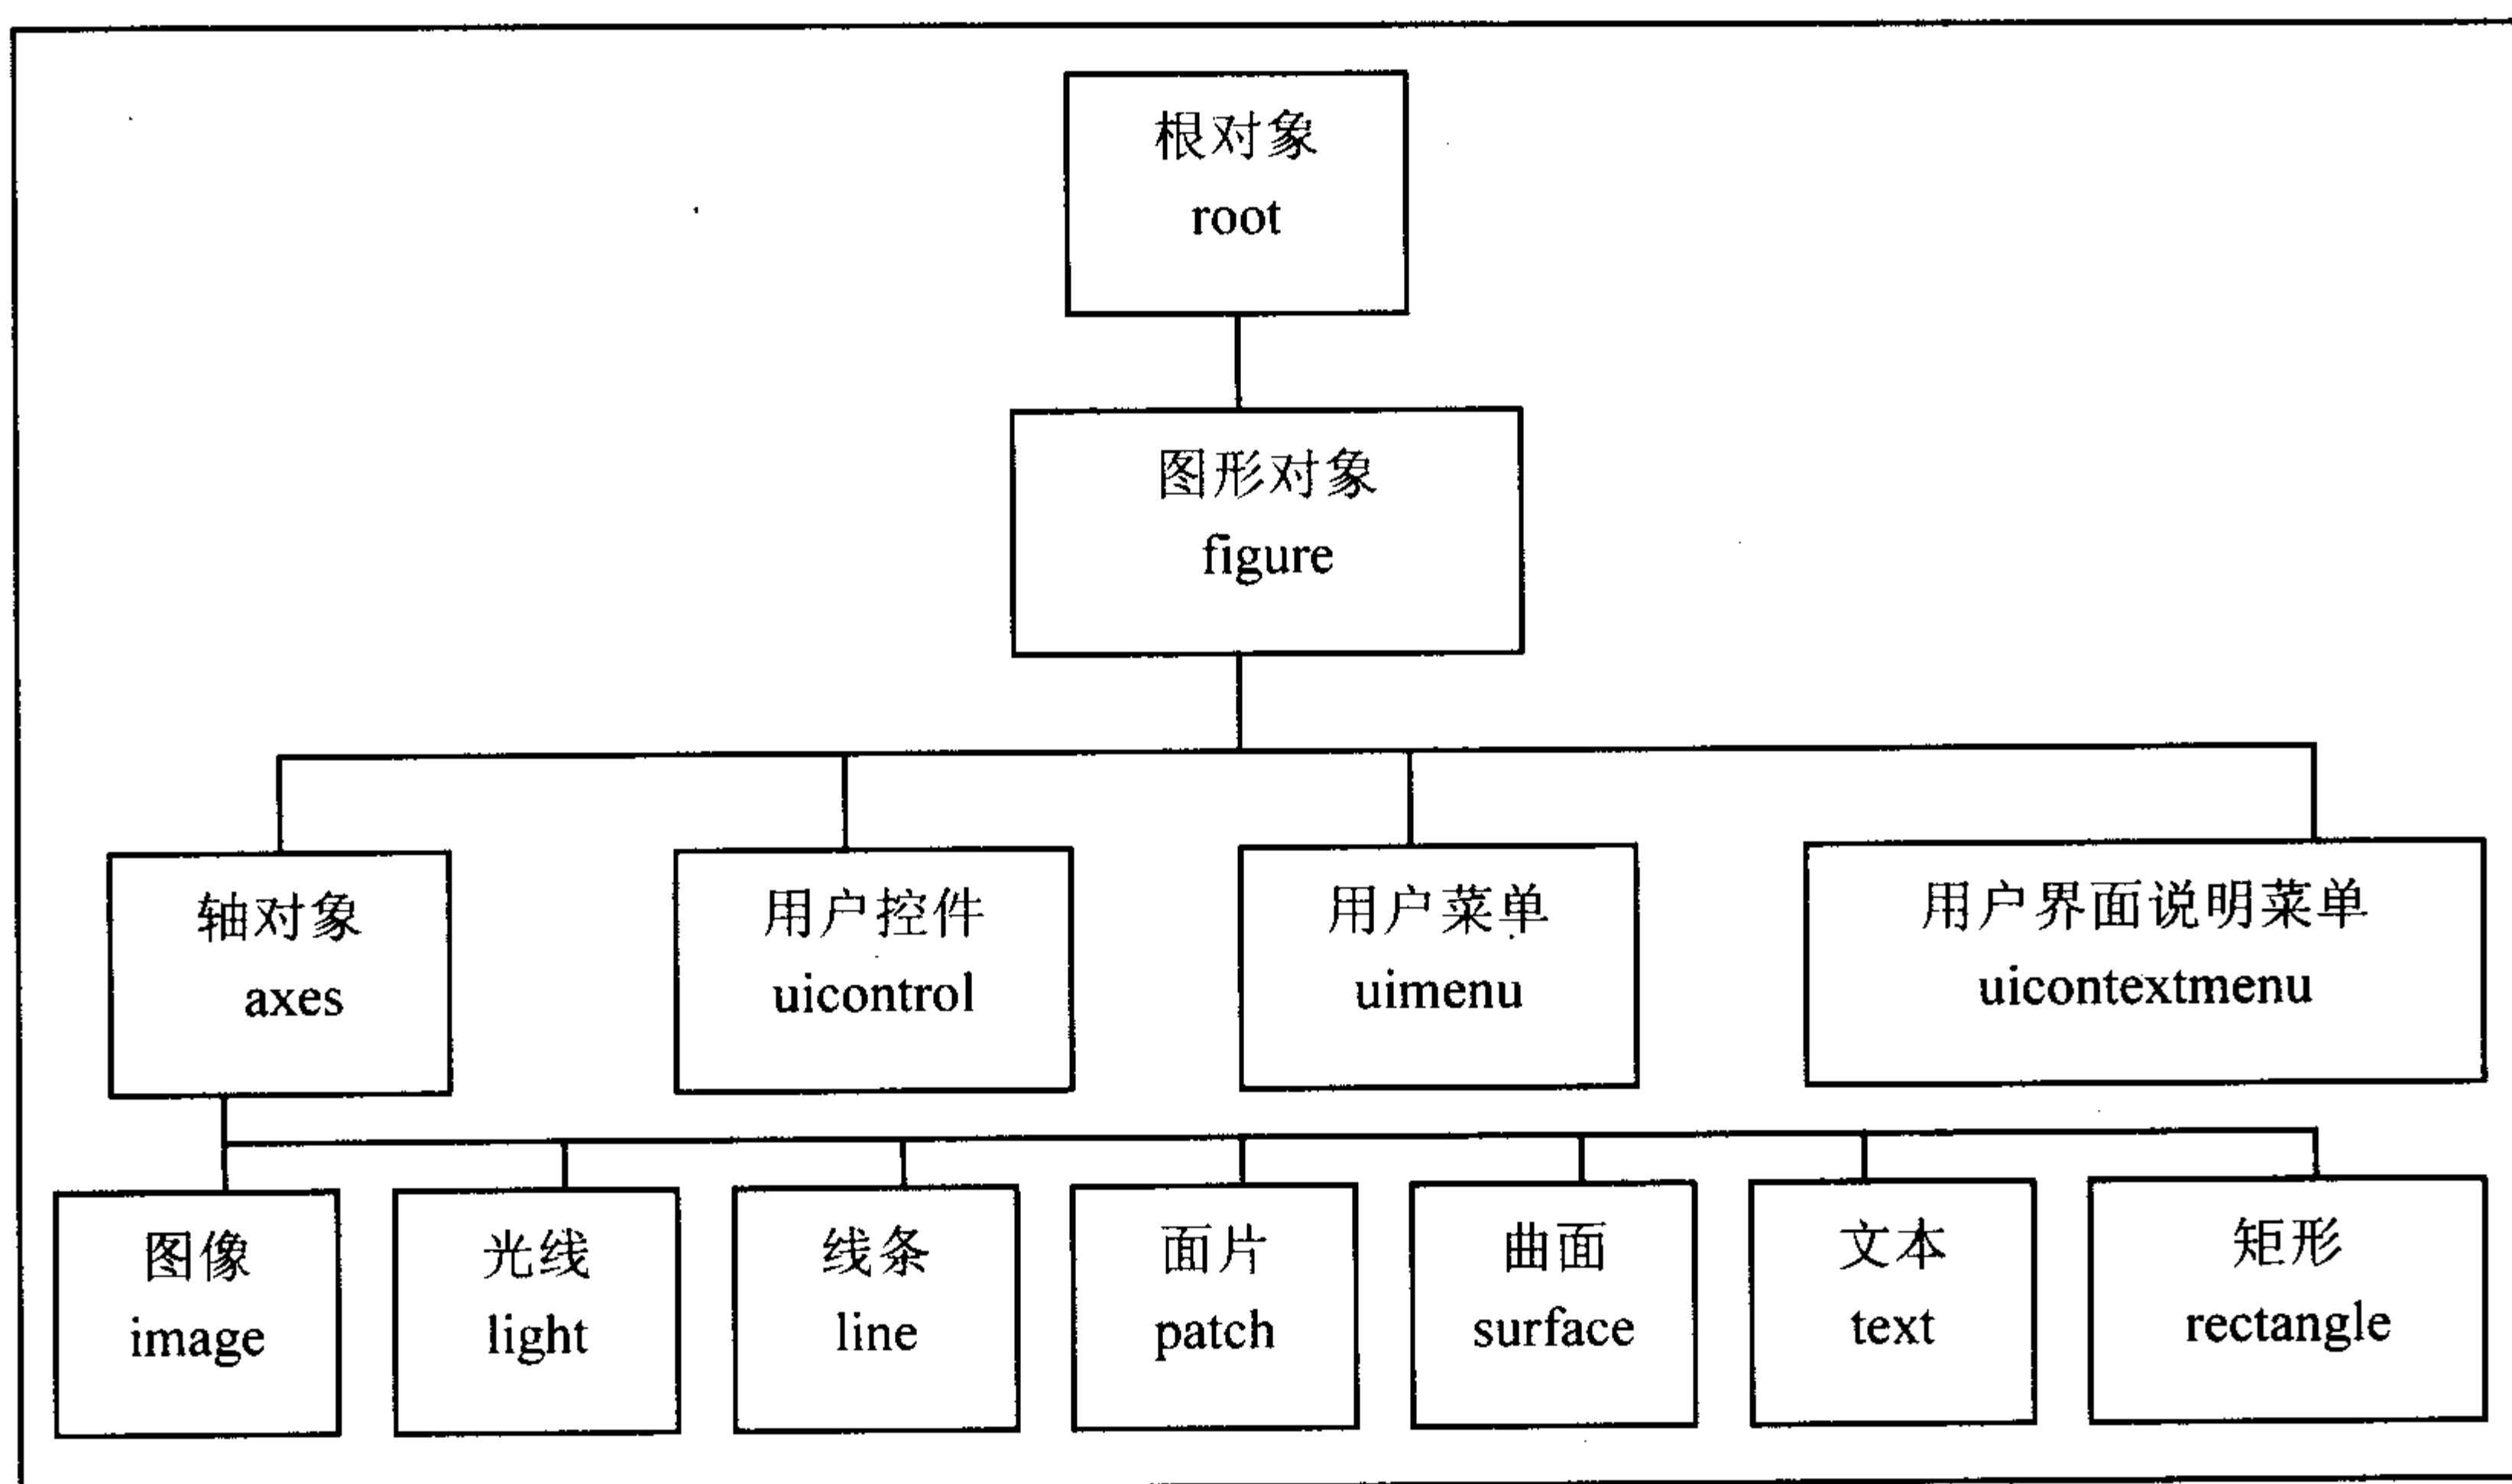 根对象
root
图形对象
figure
轴对象
axes
用户控件
uicontrol
用户菜单
uimenu
用户界面说明菜单
uicontextmenu
图像
image
光线
light
线条
line
面片
patch
曲面
surface
文本
text
矩形
rectangle